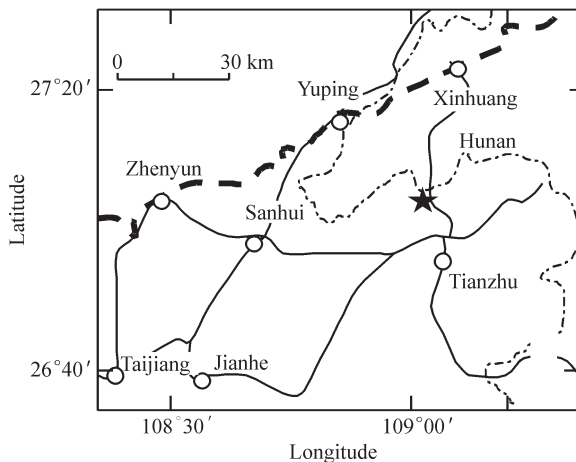 0 30 km
27°20′
Yuping
Xinhuang
Hunan
Zhenyun
Sanhui
Latitude
Tianzhu
26°40′
Taijiang
Jianhe
108°30′ 109°00′
Longitude